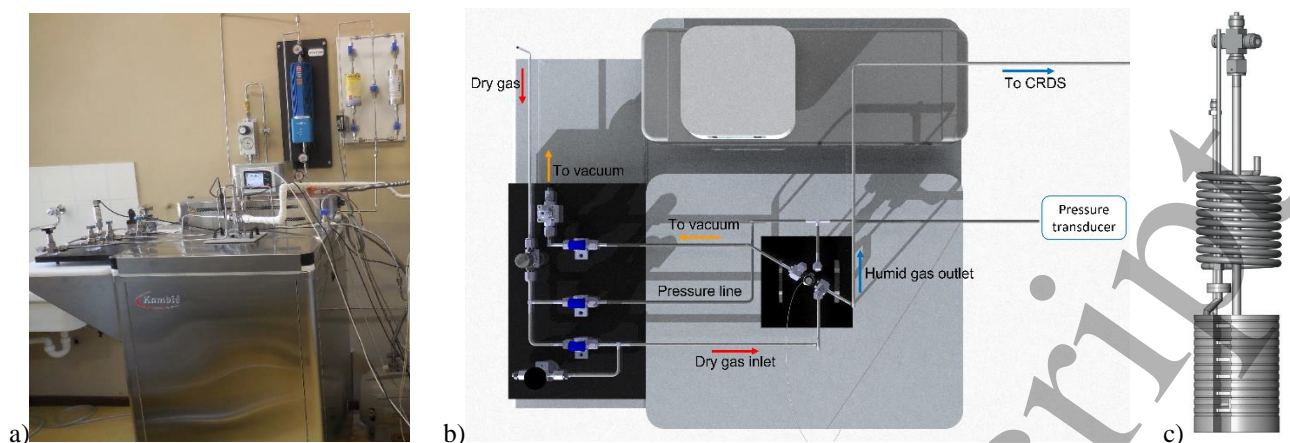 a)
Kambič
b)
Dry gas
To CRDS
To vacuum
To vacuum
Pressure
transducer
Humid gas outlet
Pressure line
Dry gas inlet
c)